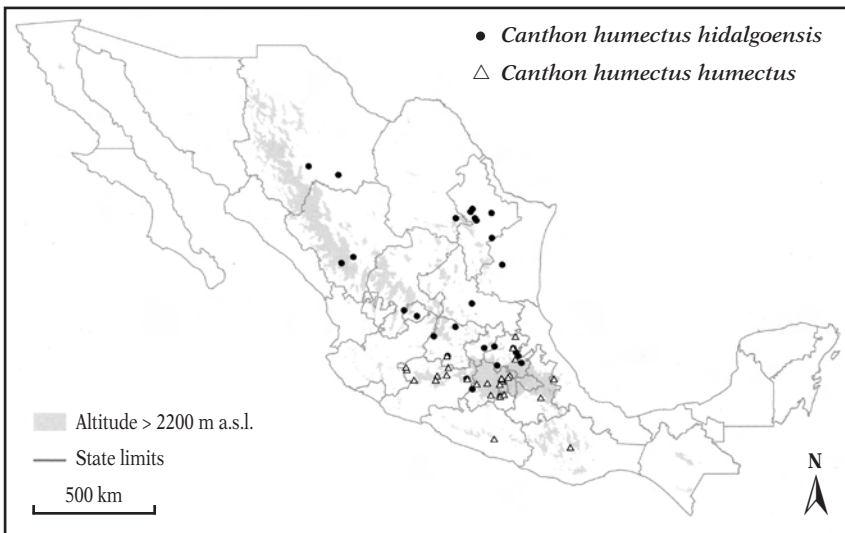 ● Canthon humectus hidalgoensis
△ Canthon humectus humectus
Altitude > 2200 m a.s.l.
State limits
500 km
N